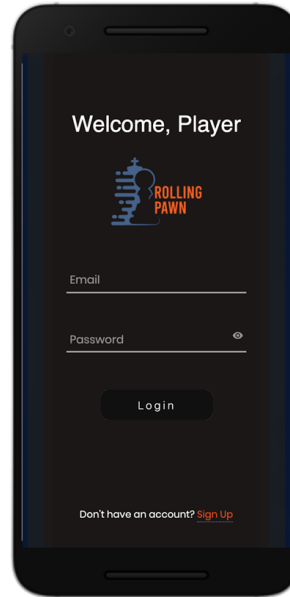 Welcome, Player
ROLLING
PAWN
Email
Password
Login
Don't have an account? Sign Up